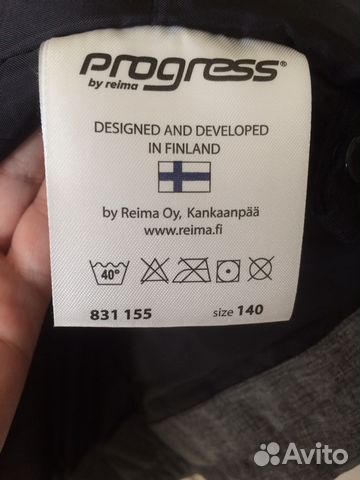 progress®
by reima
DESIGNED AND DEVELOPED
IN FINLAND
by Reima Oy, Kankaanpää
www.reima.fi
40°
831 155 size 140
Avito